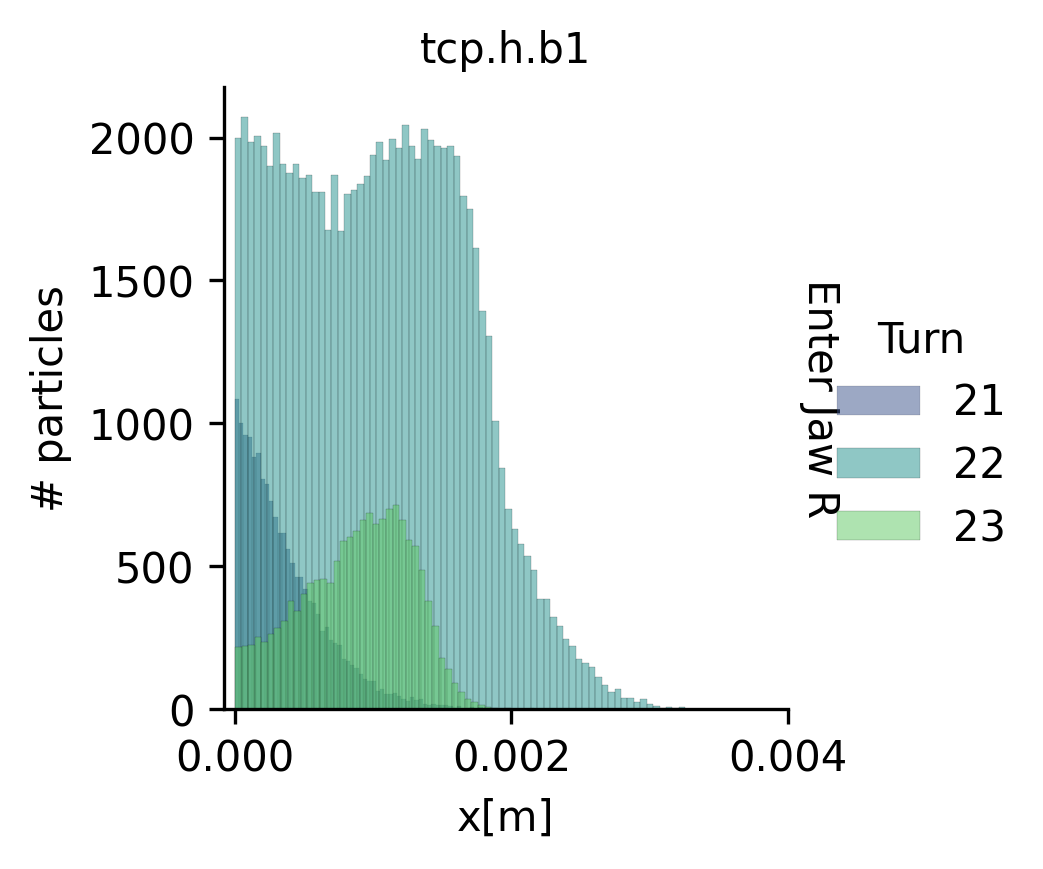 tcp.h.b1
# particles
2000
1500
1000
500
0
0.000
0.002
0.004
x[m]
Enter Jaw R
Turn
21
22
23